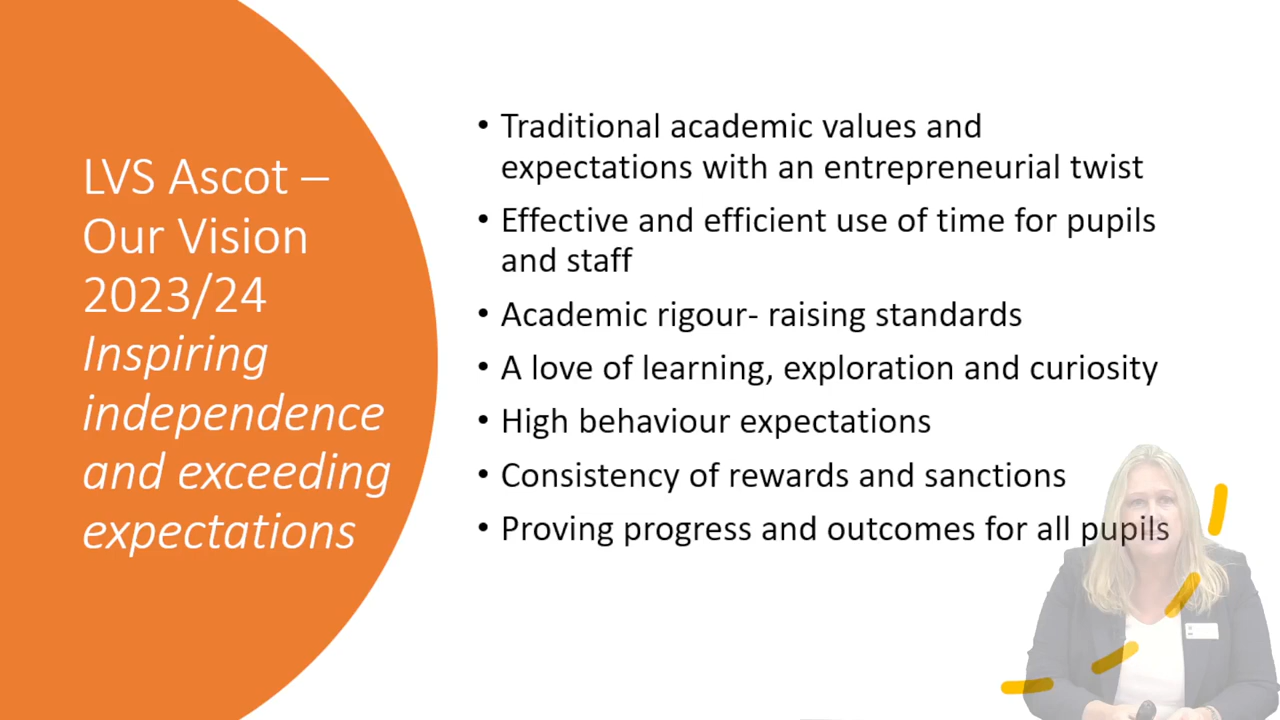 LVS Ascot –
Our Vision
2023/24
Inspiring
independence
and exceeding
expectations
• Traditional academic values and
expectations with an entrepreneurial twist
• Effective and efficient use of time for pupils
and staff
• Academic rigour- raising standards
• A love of learning, exploration and curiosity
• High behaviour expectations
• Consistency of rewards and sanctions
• Proving progress and outcomes for all pupils